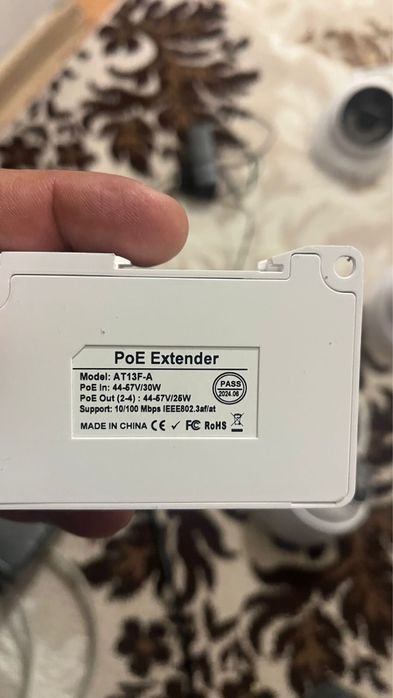 PoE Extender
Model: AT13F-A
PoE In: 44-57V/30W
PoE Out (2-4) : 44-57V/25W
Support: 10/100 Mbps IEEE802.3af/at
PASS
2024.06
MADE IN CHINA CE ✓ FC RoHS